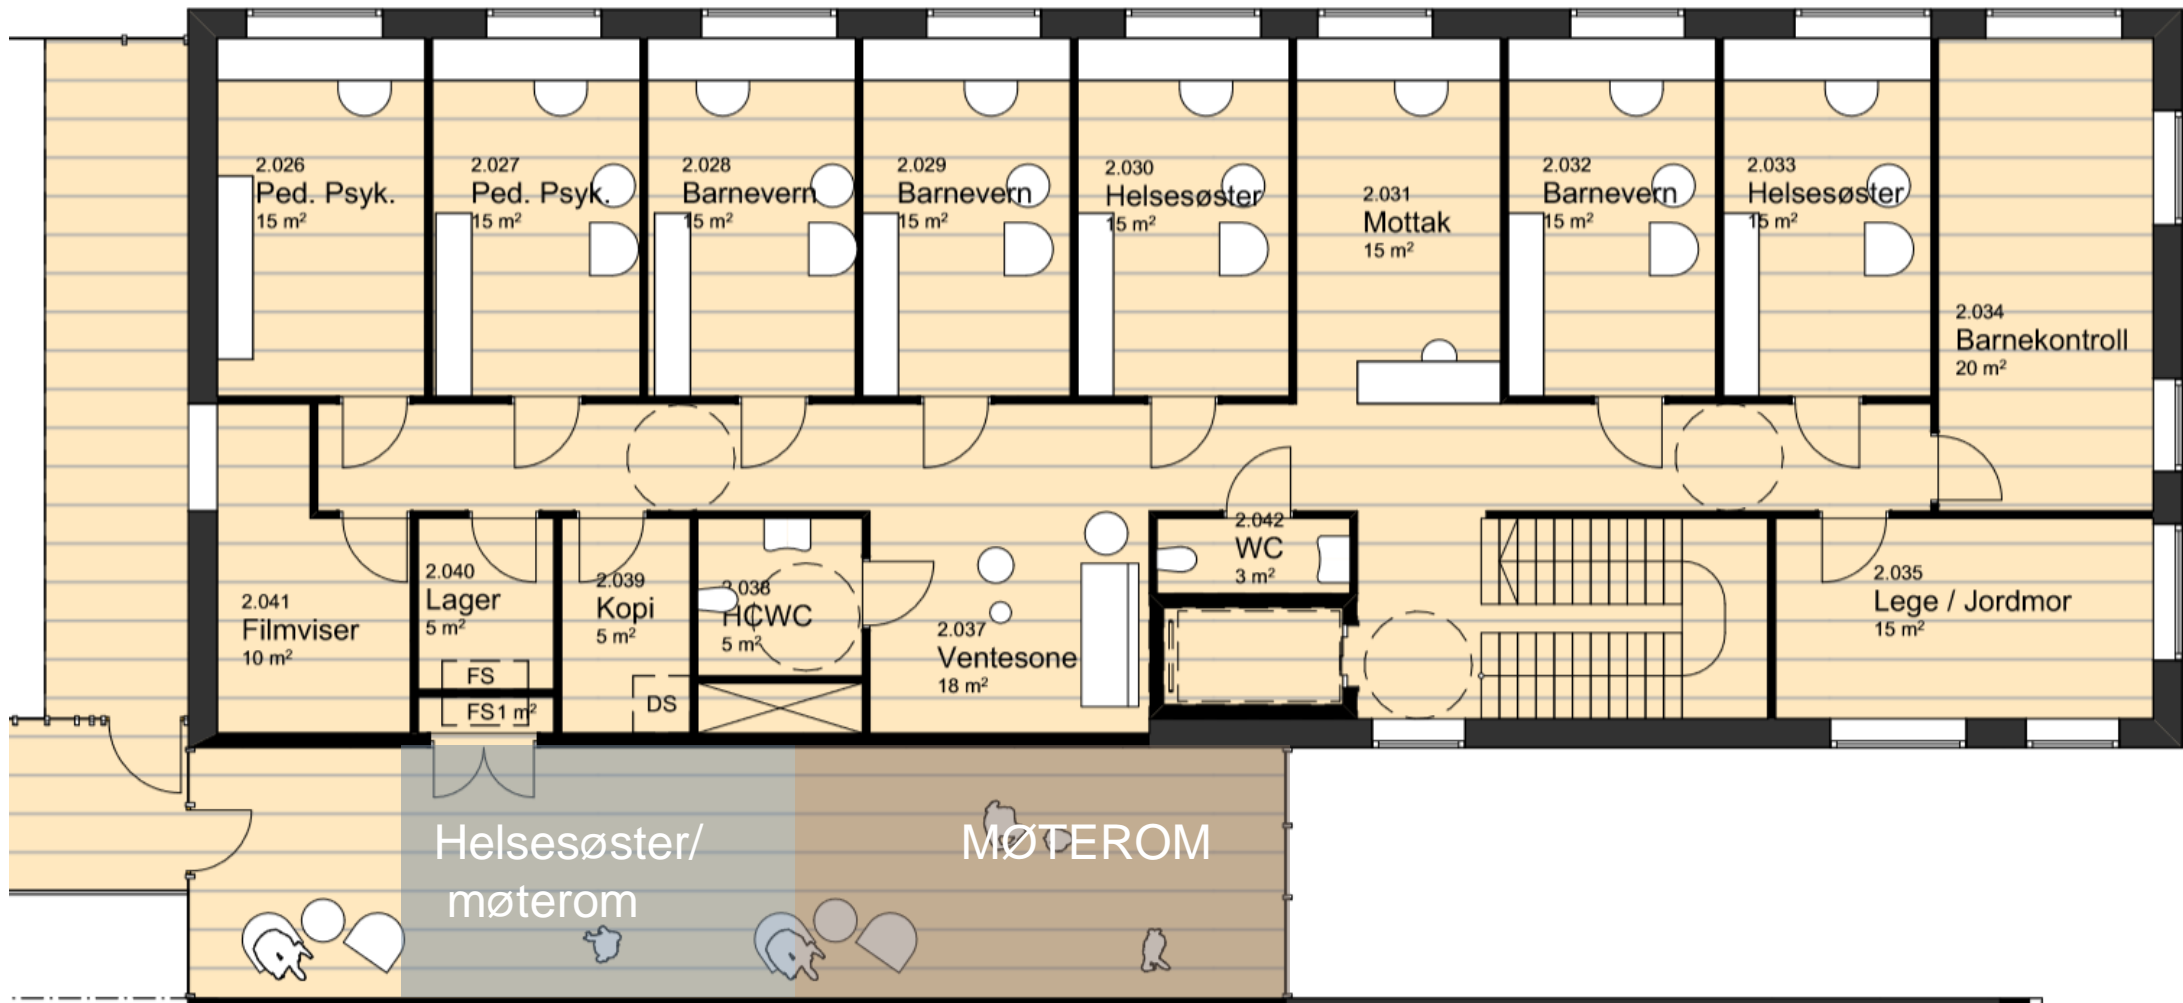 2.026
Ped. Psyk.
15 m²
2.027
Ped. Psyk.
15 m²
2.028
Barnevern
15 m²
2.029
Barnevern
15 m²
2.030
Helsesøster
15 m²
2.031
Mottak
15 m²
2.032
Barnevern
15 m²
2.033
Helsesøster
15 m²
2.034
Barnekontroll
20 m²
2.041
Filmviser
10 m²
2.040
Lager
5 m²
FS
FS 1 m²
2.039
Kopi
5 m²
DS
2.038
HCWC
5 m²
2.037
Ventesone
18 m²
2.042
WC
3 m²
2.035
Lege / Jordmor
15 m²
Helsesøster/
møterom
MØTEROM